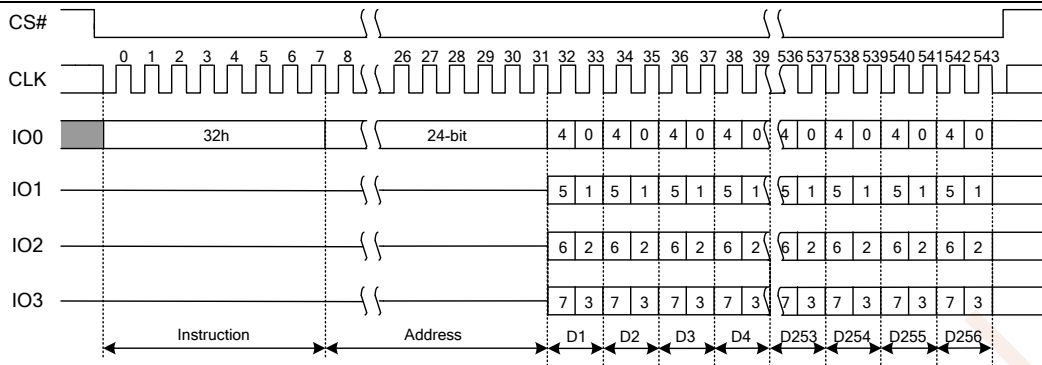 CS#
0 1 2 3 4 5 6 7 8 26 27 28 29 30 31 32 33 34 35 36 37 38 39 536 537 538 539 540 541 542 543
CLK
IO0 32h 24-bit 4 0 4 0 4 0 4 0 4 0 4 0 4 0 4 0
IO1 5 1 5 1 5 1 5 1 5 1 5 1 5 1 5 1
IO2 6 2 6 2 6 2 6 2 6 2 6 2 6 2 6 2
IO3 7 3 7 3 7 3 7 3 7 3 7 3 7 3 7 3
Instruction Address D1 D2 D3 D4 D253 D254 D255 D256